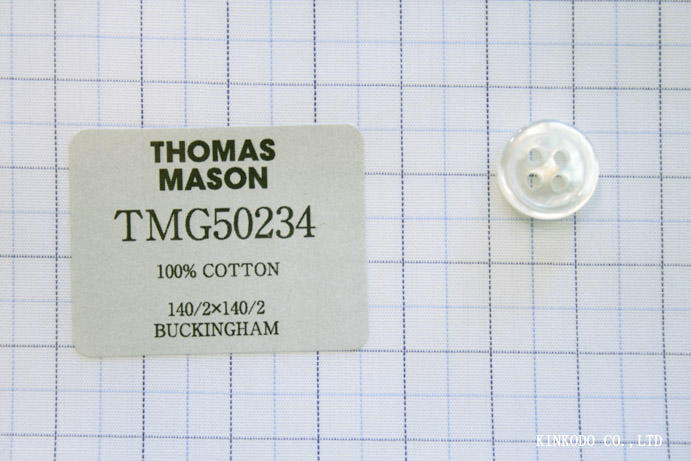 THOMAS
MASON
TMG50234
100% COTTON
140/2×140/2
BUCKINGHAM
KINKODO CO.,LTD